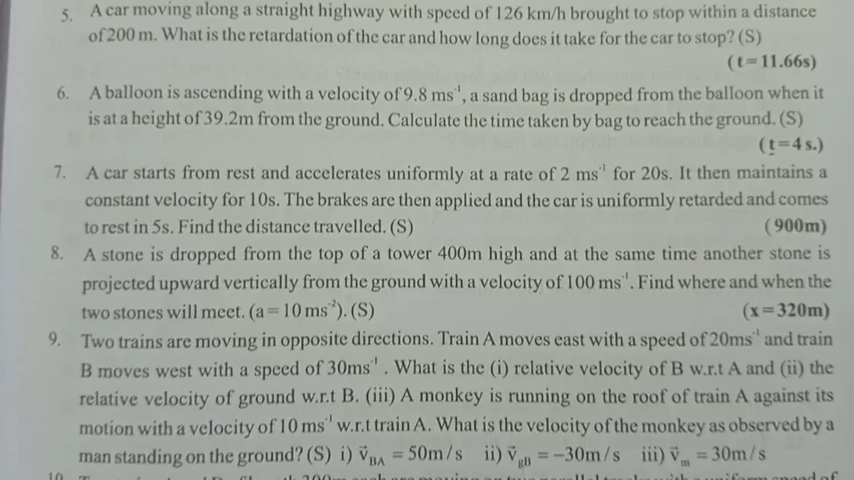 5. A car moving along a straight highway with speed of 126 km/h brought to stop within a distance
of 200 m. What is the retardation of the car and how long does it take for the car to stop? (S)
(t=11.66s)
6. A balloon is ascending with a velocity of 9.8 ms⁻¹, a sand bag is dropped from the balloon when it
is at a height of 39.2m from the ground. Calculate the time taken by bag to reach the ground. (S)
(t=4 s.)
7. A car starts from rest and accelerates uniformly at a rate of 2 ms⁻¹ for 20s. It then maintains a
constant velocity for 10s. The brakes are then applied and the car is uniformly retarded and comes
to rest in 5s. Find the distance travelled. (S) (900m)
8. A stone is dropped from the top of a tower 400m high and at the same time another stone is
projected upward vertically from the ground with a velocity of 100 ms⁻¹. Find where and when the
two stones will meet. (a = 10 ms⁻²). (S) (x=320m)
9. Two trains are moving in opposite directions. Train A moves east with a speed of 20ms⁻¹ and train
B moves west with a speed of 30ms⁻¹. What is the (i) relative velocity of B w.r.t A and (ii) the
relative velocity of ground w.r.t B. (iii) A monkey is running on the roof of train A against its
motion with a velocity of 10 ms⁻¹ w.r.t train A. What is the velocity of the monkey as observed by a
man standing on the ground? (S) i) v⃗_BA = 50m/s ii) v⃗_gB = −30m/s iii) v⃗_m = 30m/s